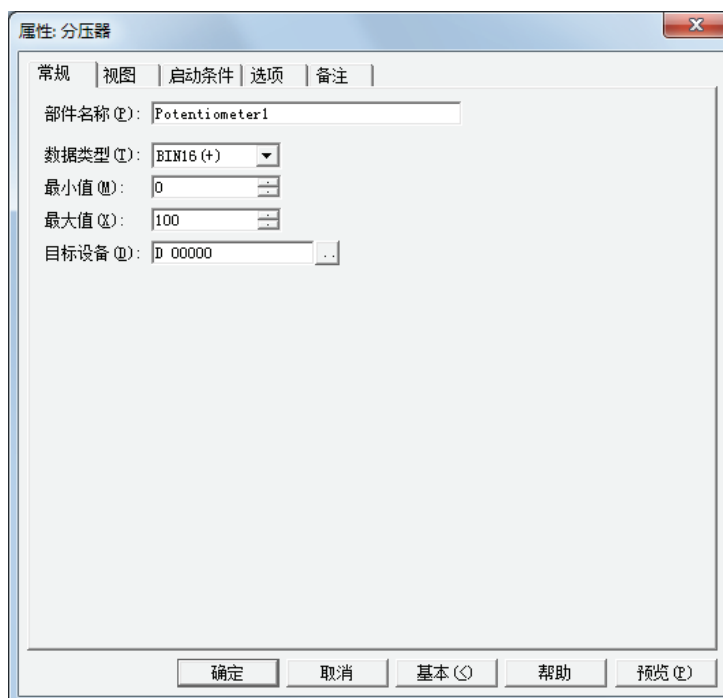 属性: 分压器
常规 视图 启动条件 选项 备注
部件名称(P): Potentiometer1
数据类型(T): BIN16(+)
最小值(M): 0
最大值(X): 100
目标设备(D): D 00000 ..
确定 取消 基本(<) 帮助 预览(P)